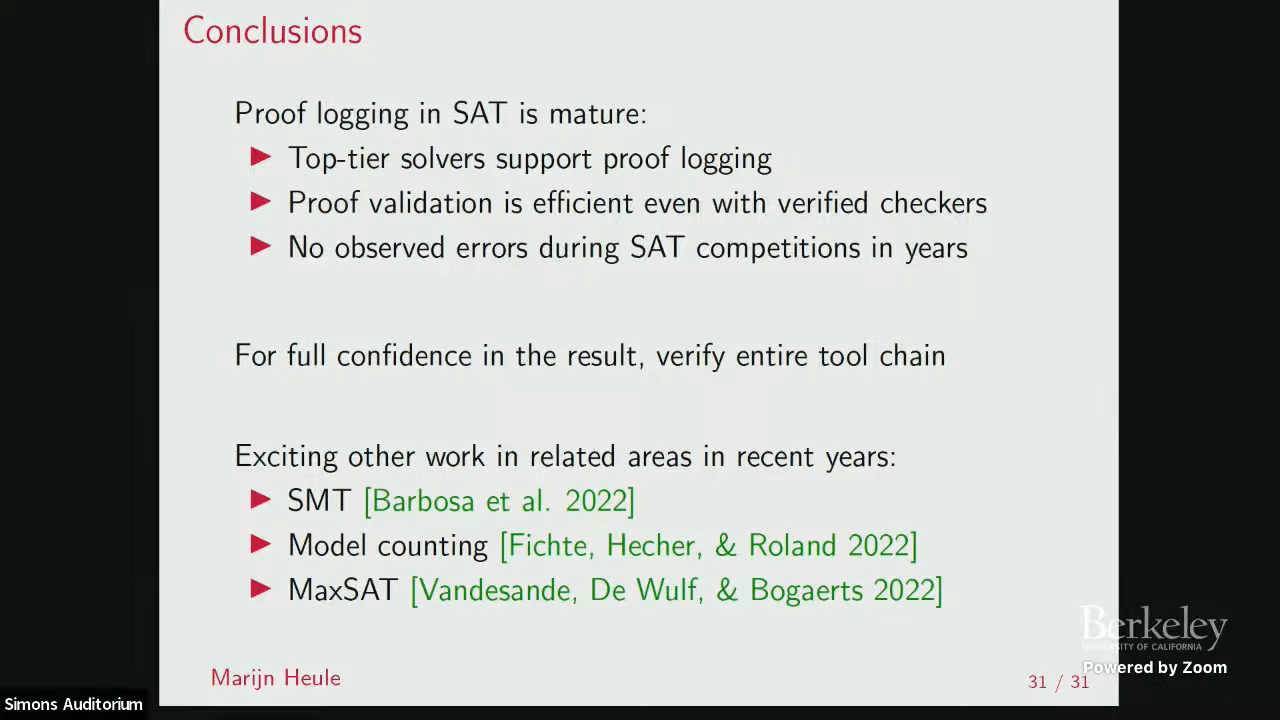 Conclusions
Proof logging in SAT is mature:
Top-tier solvers support proof logging
Proof validation is efficient even with verified checkers
No observed errors during SAT competitions in years
For full confidence in the result, verify entire tool chain
Exciting other work in related areas in recent years:
SMT [Barbosa et al. 2022]
Model counting [Fichte, Hecher, & Roland 2022]
MaxSAT [Vandesande, De Wulf, & Bogaerts 2022]
Berkeley
UNIVERSITY OF CALIFORNIA
Powered by Zoom
Marijn Heule
31 / 31
Simons Auditorium